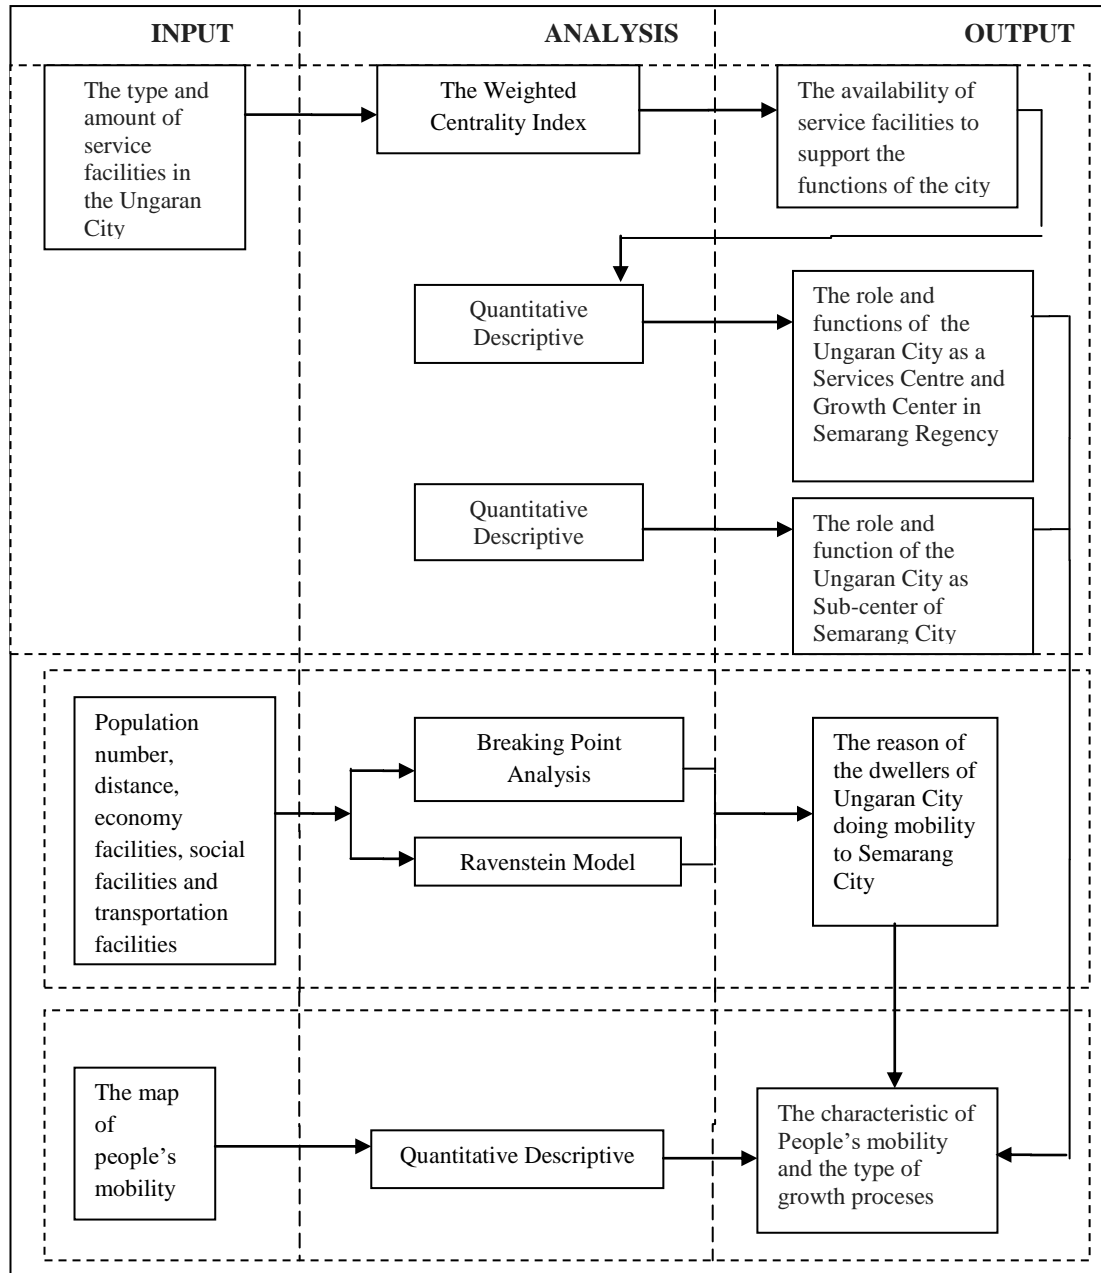 INPUT
ANALYSIS
OUTPUT
The type and
amount of
service
facilities in
the Ungaran
City
The Weighted
Centrality Index
The availability of
service facilities to
support the
functions of the city
Quantitative
Descriptive
The role and
functions of the
Ungaran City as a
Services Centre and
Growth Center in
Semarang Regency
Quantitative
Descriptive
The role and
function of the
Ungaran City as
Sub-center of
Semarang City
Population
number,
distance,
economy
facilities, social
facilities and
transportation
facilities
Breaking Point
Analysis
Ravenstein Model
The reason of
the dwellers of
Ungaran City
doing mobility
to Semarang
City
The map
of
people’s
mobility
Quantitative Descriptive
The characteristic of
People’s mobility
and the type of
growth proceses